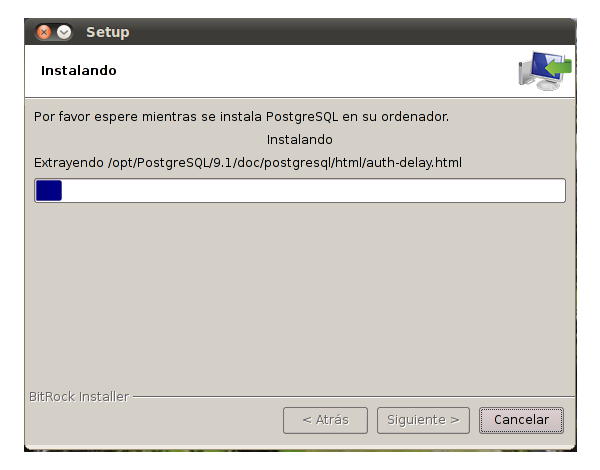 Setup
Instalando
Por favor espere mientras se instala PostgreSQL en su ordenador.
Instalando
Extrayendo /opt/PostgreSQL/9.1/doc/postgresql/html/auth-delay.html
BitRock Installer
< Atrás
Siguiente >
Cancelar